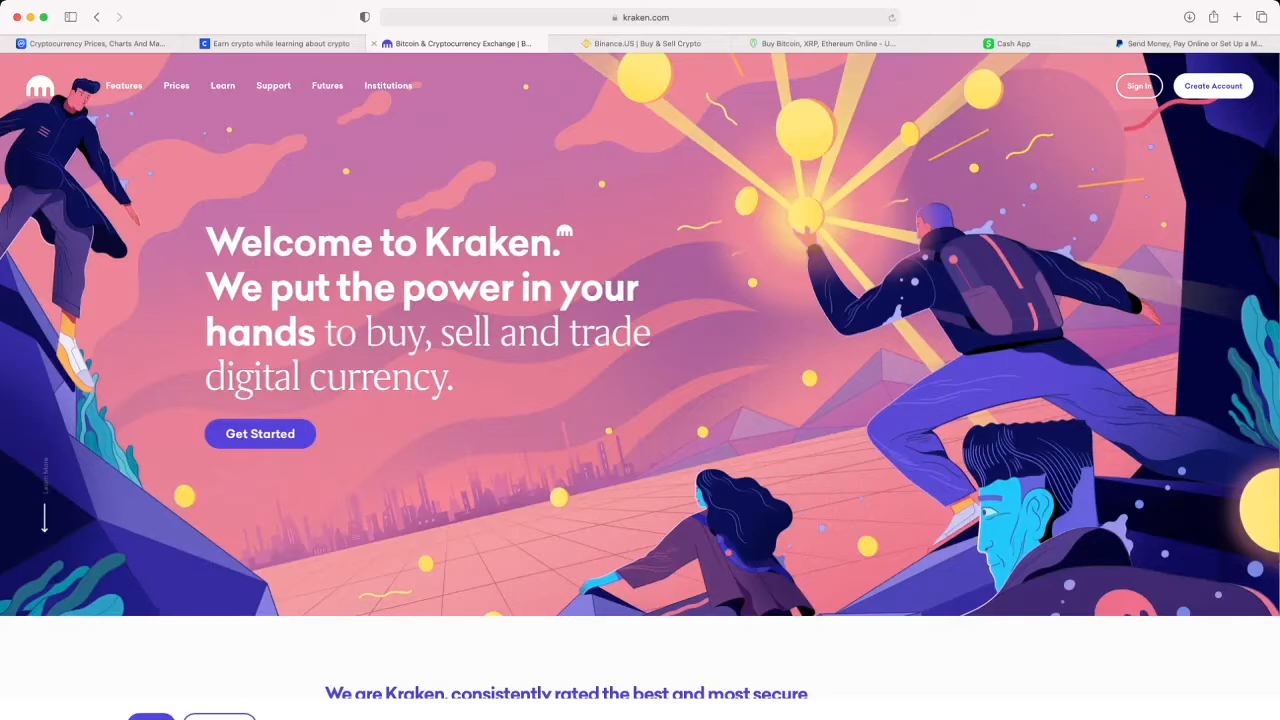 kraken.com
Cryptocurrency Prices, Charts And Ma...
Earn crypto while learning about crypto
Bitcoin & Cryptocurrency Exchange | B...
Binance.US | Buy & Sell Crypto
Buy Bitcoin, XRP, Ethereum Online - U...
Cash App
Send Money, Pay Online or Set Up a M...
Features
Prices
Learn
Support
Futures
Institutions
Sign In
Create Account
Welcome to Kraken.
We put the power in your
hands to buy, sell and trade
digital currency.
Get Started
Learn More
We are Kraken, consistently rated the best and most secure